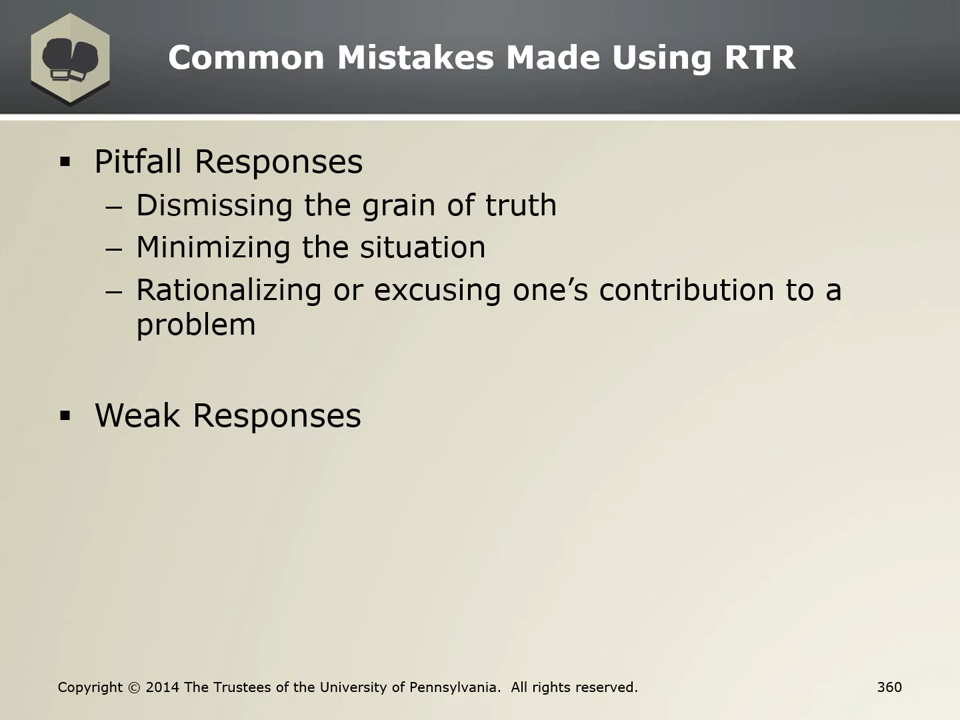 Common Mistakes Made Using RTR
▪ Pitfall Responses
– Dismissing the grain of truth
– Minimizing the situation
– Rationalizing or excusing one’s contribution to a
problem
▪ Weak Responses
Copyright © 2014 The Trustees of the University of Pennsylvania. All rights reserved.
360